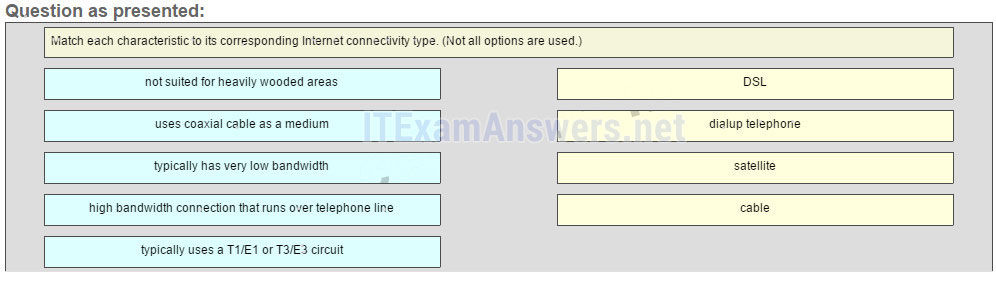 Question as presented:
Match each characteristic to its corresponding Internet connectivity type. (Not all options are used.)
not suited for heavily wooded areas
DSL
uses coaxial cable as a medium
ITExamAnswers.net
dialup telephone
typically has very low bandwidth
satellite
high bandwidth connection that runs over telephone line
cable
typically uses a T1/E1 or T3/E3 circuit